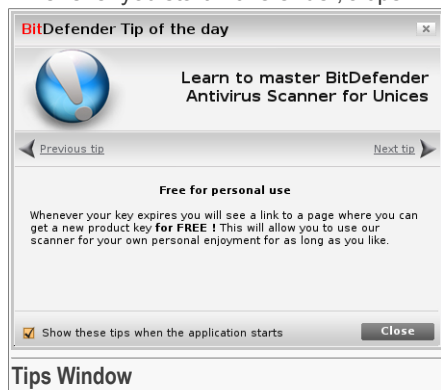 BitDefender Tip of the day
Learn to master BitDefender
Antivirus Scanner for Unices
Previous tip
Next tip
Free for personal use
Whenever your key expires you will see a link to a page where you can
get a new product key for FREE ! This will allow you to use our
scanner for your own personal enjoyment for as long as you like.
Show these tips when the application starts
Close
Tips Window